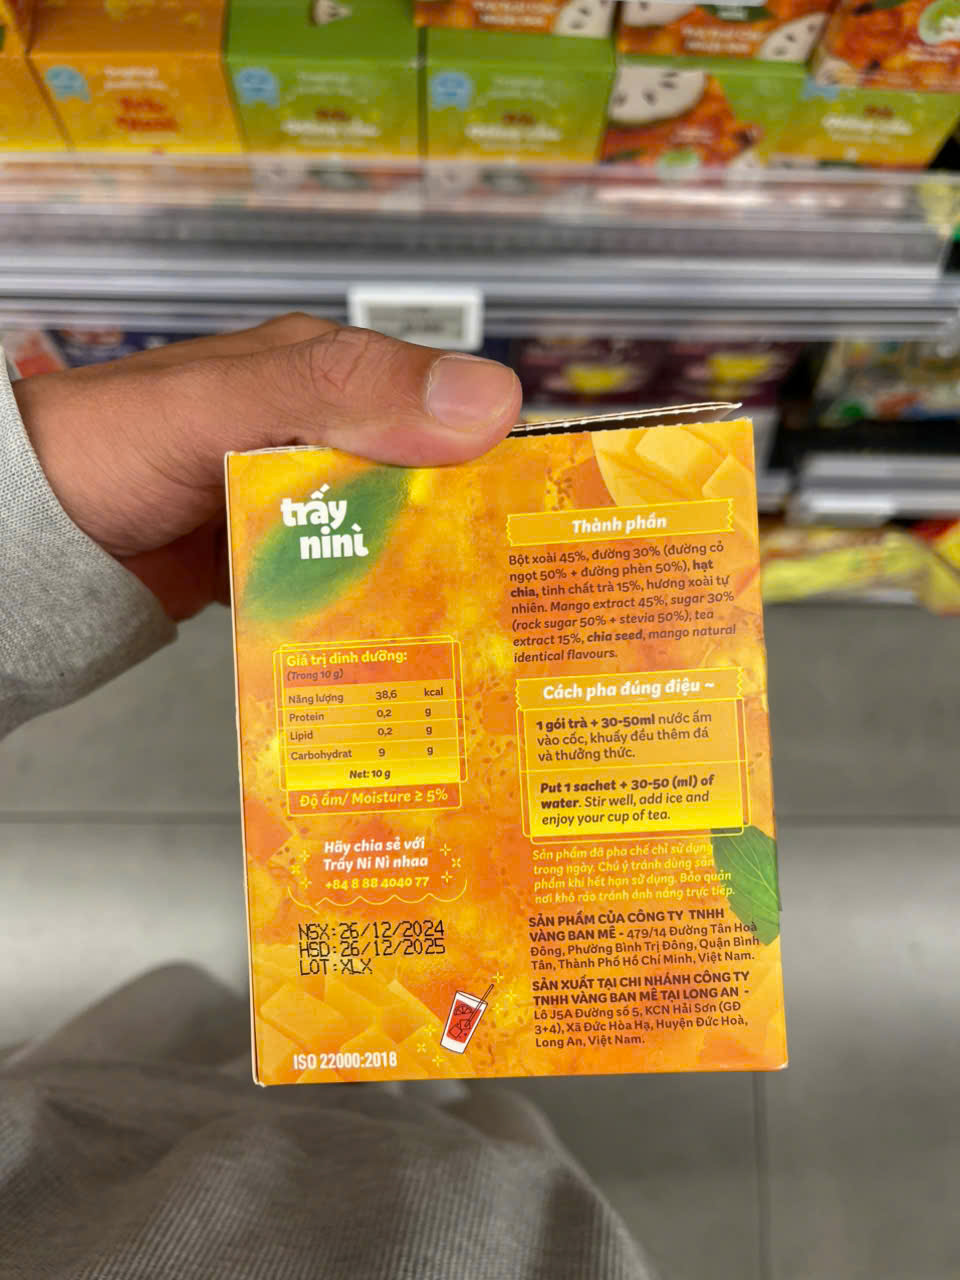 trấy
ninì
Thành phần
Bột xoài 45%, đường 30% (đường cỏ
ngọt 50% + đường phèn 50%), hạt
chia, tinh chất trà 15%, hương xoài tự
nhiên. Mango extract 45%, sugar 30%
(rock sugar 50% + stevia 50%), tea
extract 15%, chia seed, mango natural
identical flavours.
Giá trị dinh dưỡng:
(Trong 10 g)
Năng lượng 38,6 kcal
Protein 0,2 g
Lipid 0,2 g
Carbohydrat 9 g
Net: 10 g
Độ ẩm/ Moisture ≥ 5%
Cách pha đúng điệu ~
1 gói trà + 30-50ml nước ấm
vào cốc, khuấy đều thêm đá
và thưởng thức.
Put 1 sachet + 30-50 (ml) of
water. Stir well, add ice and
enjoy your cup of tea.
Hãy chia sẻ với
Trấy Ni Nì nhaa
+84 8 88 4040 77
Sản phẩm đã pha chế chỉ sử dụng
trong ngày. Chú ý tránh dùng sản
phẩm khi hết hạn sử dụng. Bảo quản
nơi khô ráo tránh ánh nắng trực tiếp.
NSX: 26/12/2024
HSD: 26/12/2025
LOT: XLX
SẢN PHẨM CỦA CÔNG TY TNHH
VÀNG BAN MÊ - 479/14 Đường Tân Hoà
Đông, Phường Bình Trị Đông, Quận Bình
Tân, Thành Phố Hồ Chí Minh, Việt Nam.
SẢN XUẤT TẠI CHI NHÁNH CÔNG TY
TNHH VÀNG BAN MÊ TẠI LONG AN -
Lô J5A Đường số 5, KCN Hải Sơn (GĐ
3+4), Xã Đức Hòa Hạ, Huyện Đức Hoà,
Long An, Việt Nam.
ISO 22000:2018